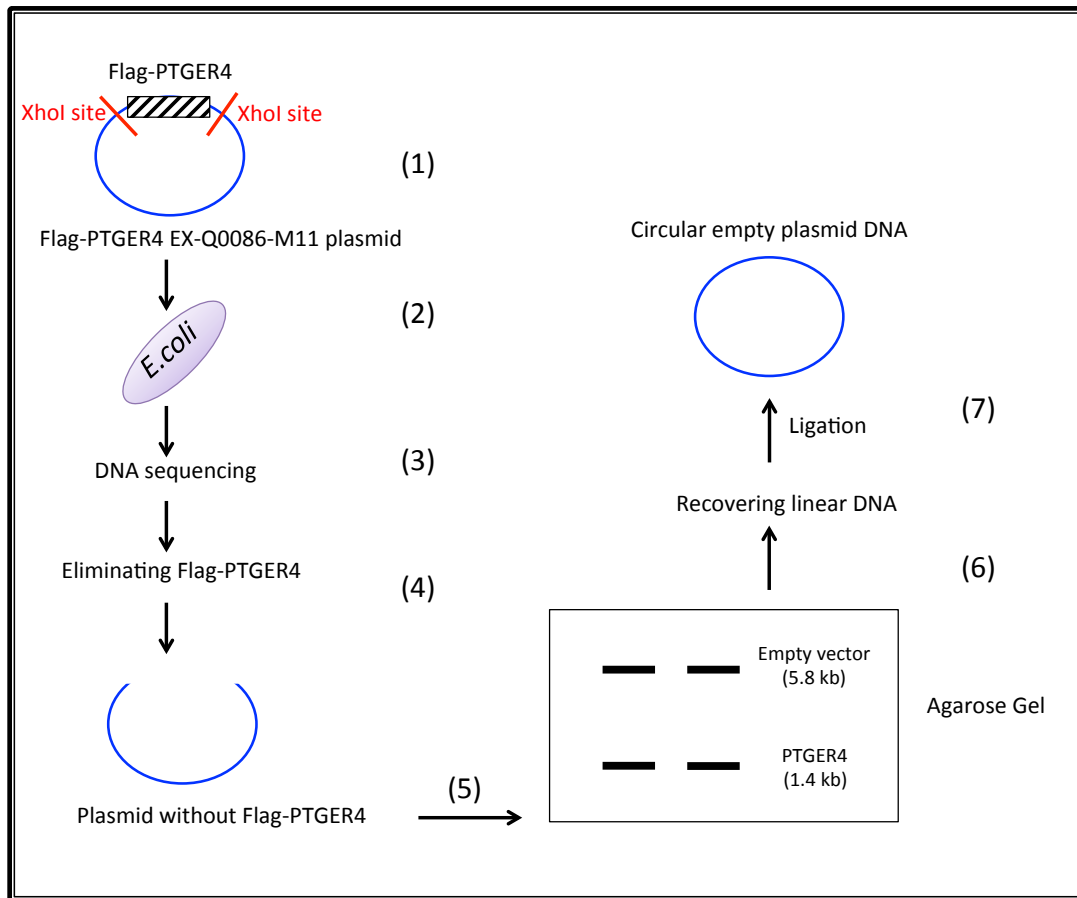 Flag-PTGER4
XhoI site
XhoI site
(1)
Flag-PTGER4 EX-Q0086-M11 plasmid
(2)
E.coli
DNA sequencing
(3)
Eliminating Flag-PTGER4
(4)
Plasmid without Flag-PTGER4
(5)
Empty vector
(5.8 kb)
PTGER4
(1.4 kb)
Agarose Gel
(6)
Recovering linear DNA
Ligation
(7)
Circular empty plasmid DNA